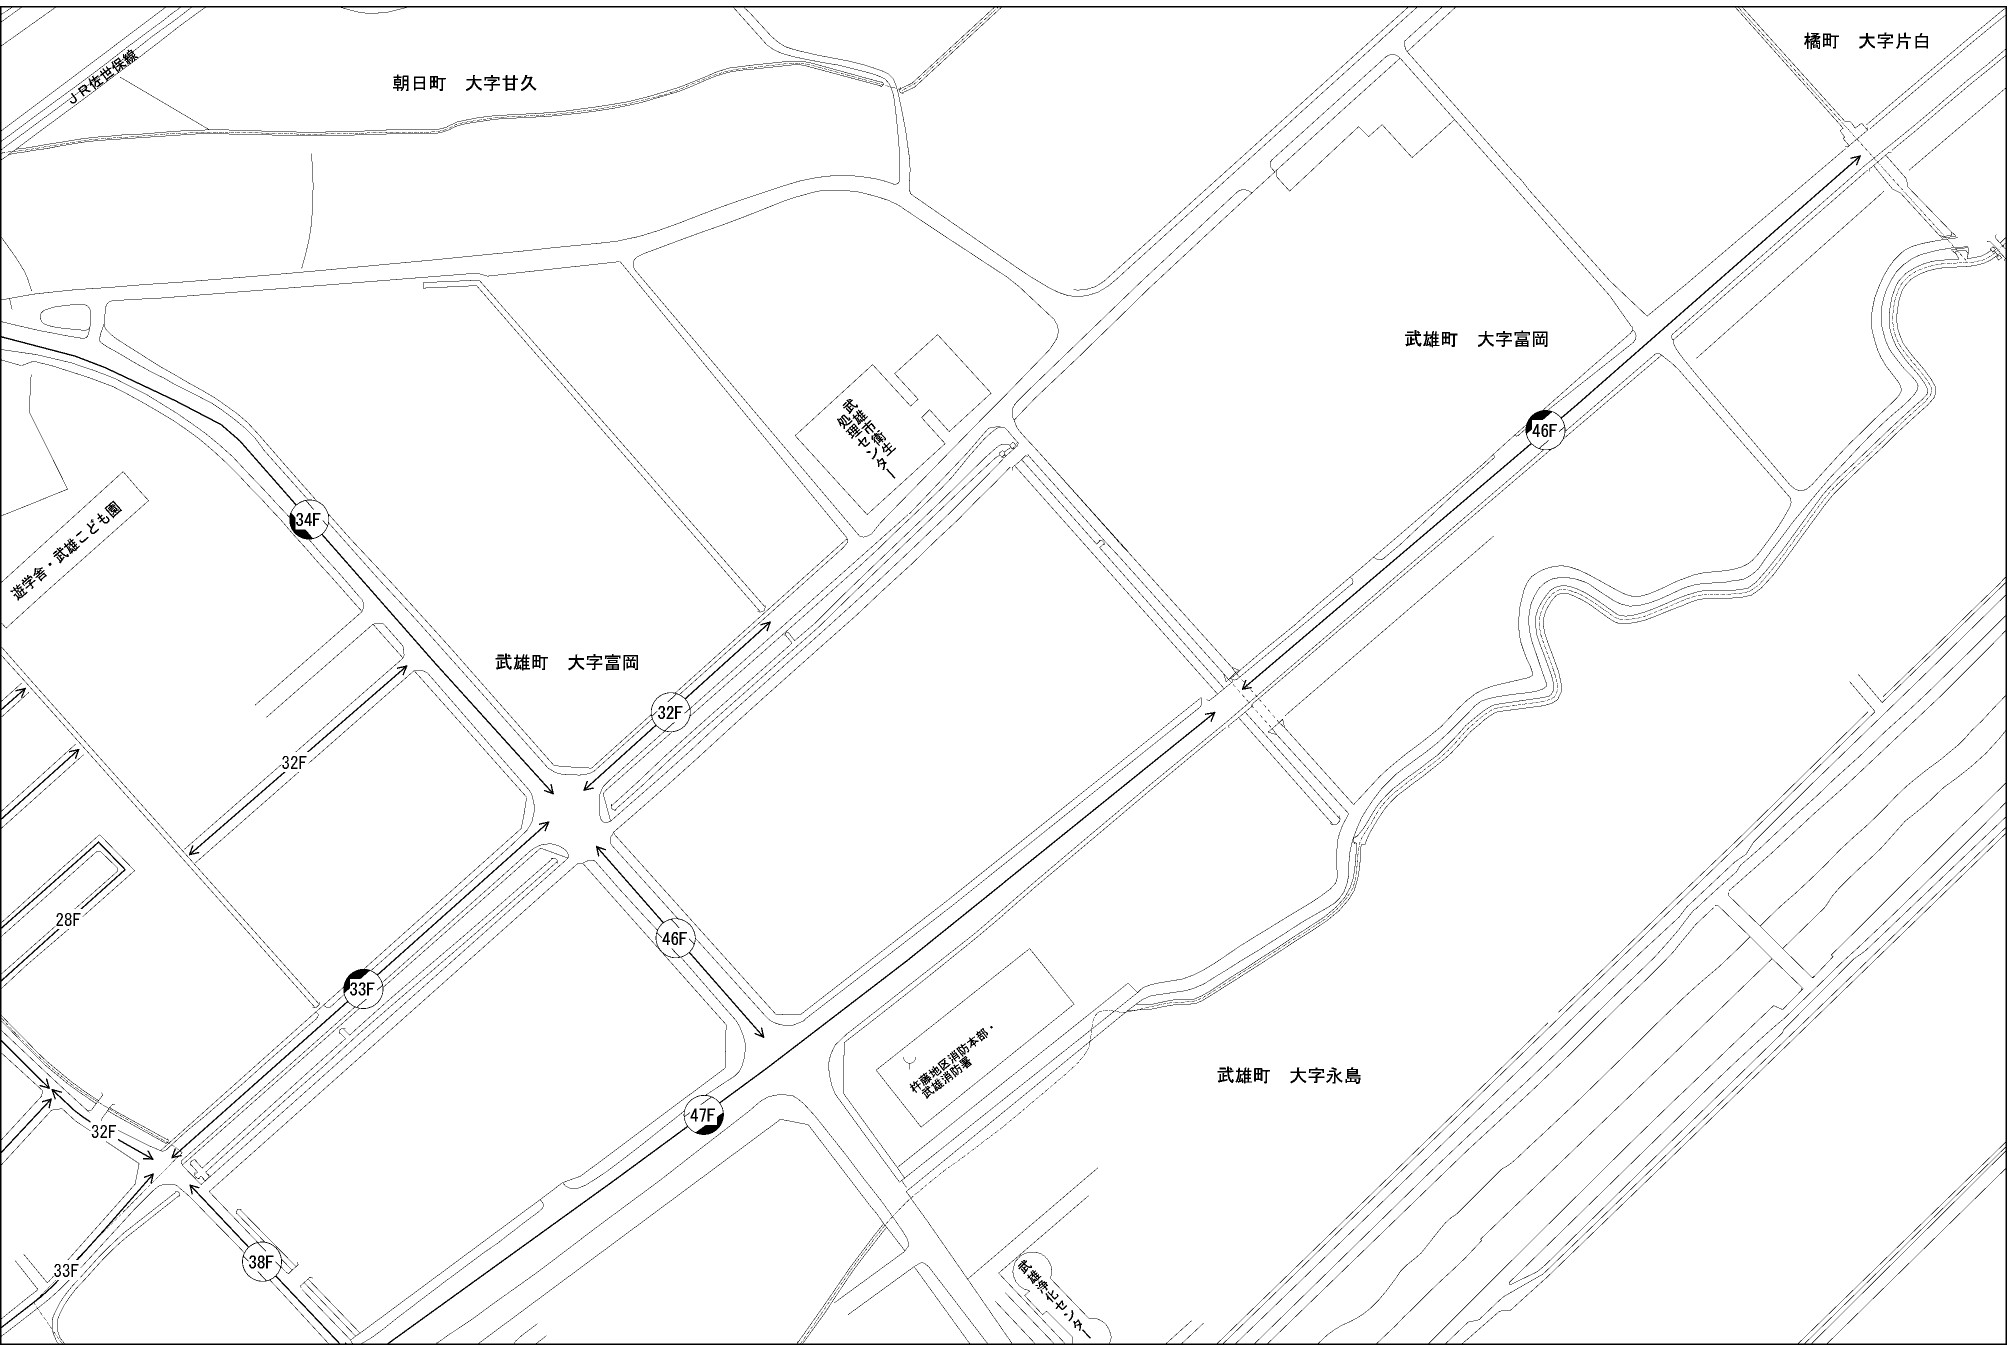 橘町　大字片白
JR佐世保線
朝日町　大字甘久
武雄町　大字富岡
武雄市衛生
処理センター
46F
34F
遊学舎・武雄こども園
武雄町　大字富岡
32F
32F
28F
46F
33F
杵藤地区消防本部・
武雄消防署
武雄町　大字永島
47F
32F
38F
33F
武雄浄化センター